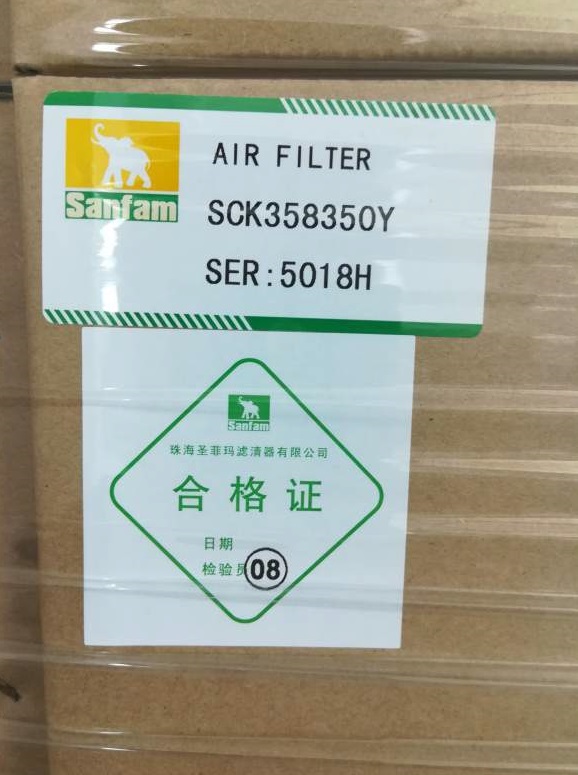 Sanfam
AIR FILTER
SCK358350Y
SER:5018H
Sanfam
珠海圣菲玛滤清器有限公司
合格证
日期
检验员 08